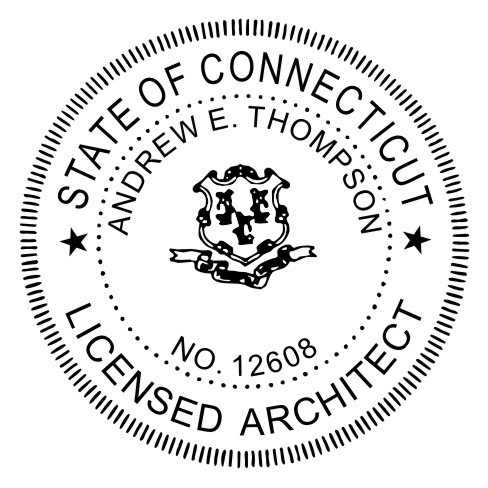 STATE OF CONNECTICUT
ANDREW E. THOMPSON
NO. 12608
LICENSED ARCHITECT